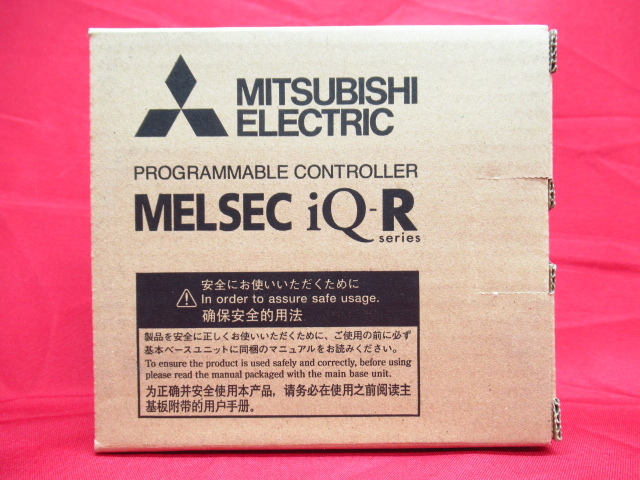 MITSUBISHI
ELECTRIC
PROGRAMMABLE CONTROLLER
MELSEC iQ-R
series
安全にお使いいただくために
In order to assure safe usage.
确保安全的用法
製品を安全に正しくお使いいただくために、ご使用の前に必ず
基本ベースユニットに同梱のマニュアルをお読みください。
To ensure the product is used safely and correctly, before using
please read the manual packaged with the main base unit.
为正确并安全使用本产品，请务必在使用之前阅读主
基板附带的用户手册。